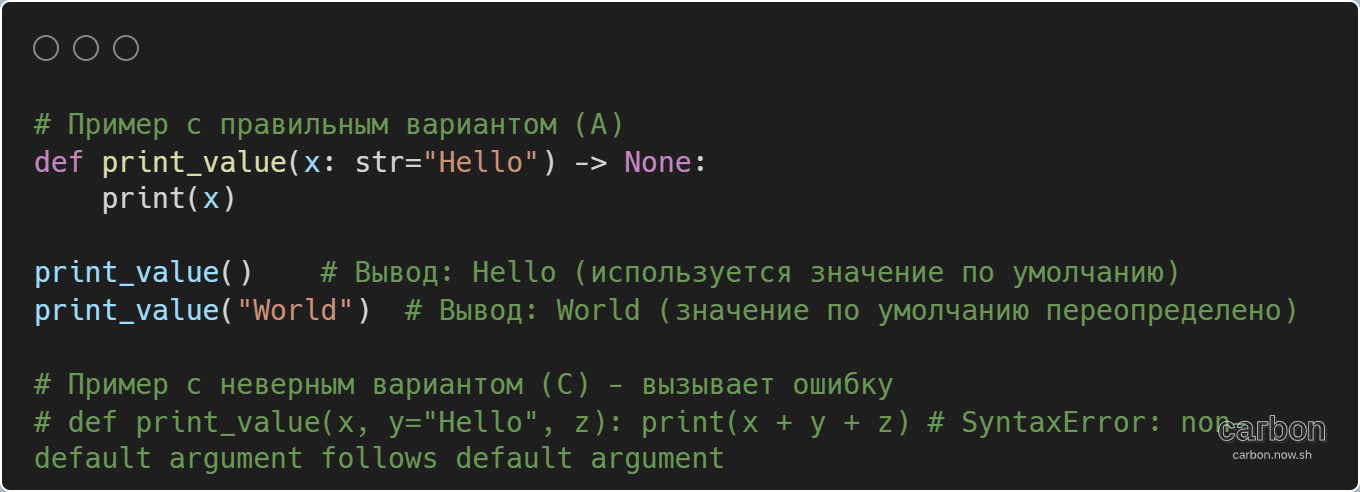 # Пример с правильным вариантом (A)
def print_value(x: str="Hello") -> None:
    print(x)
print_value()    # Вывод: Hello (используется значение по умолчанию)
print_value("World")  # Вывод: World (значение по умолчанию переопределено)
# Пример с неверным вариантом (C) – вызывает ошибку
# def print_value(x, y="Hello", z): print(x + y + z) # SyntaxError: non-
default argument follows default argument
carbon
carbon.now.sh